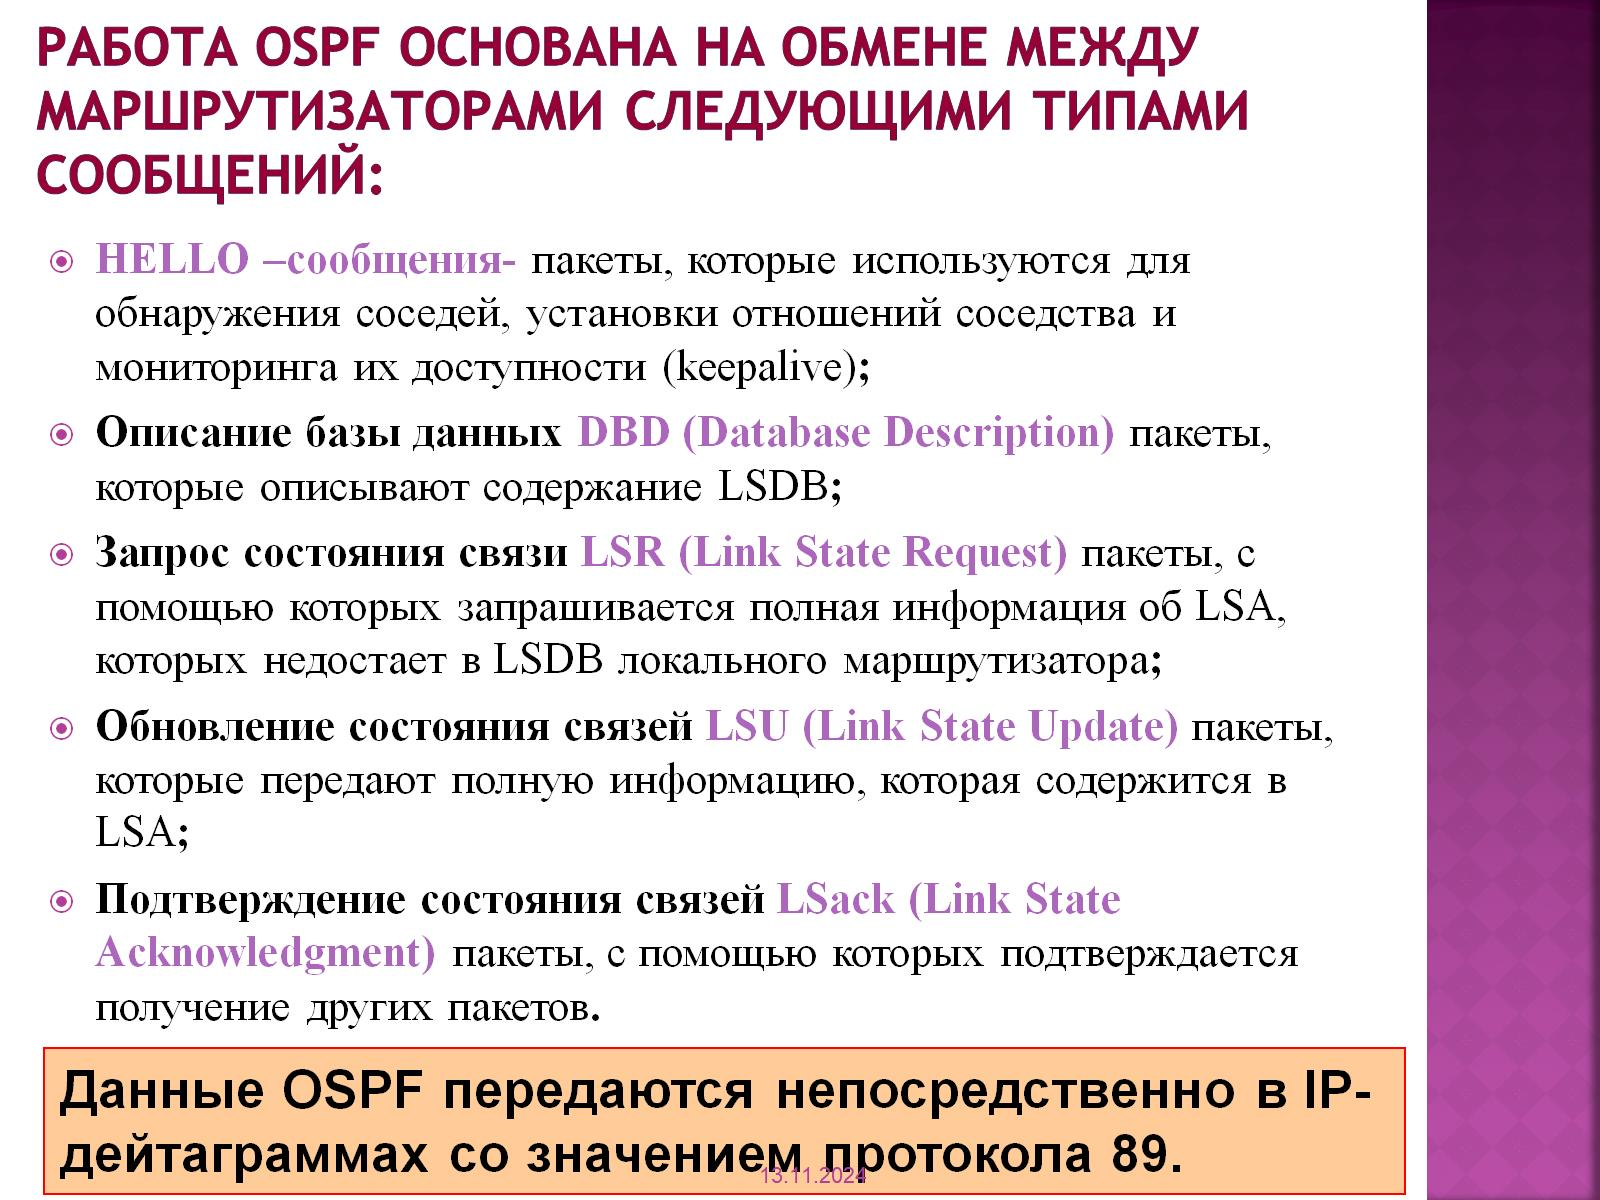 РАБОТА OSPF ОСНОВАНА НА ОБМЕНЕ МЕЖДУ
МАРШРУТИЗАТОРАМИ СЛЕДУЮЩИМИ ТИПАМИ
СООБЩЕНИЙ:
HELLO –сообщения- пакеты, которые используются для
обнаружения соседей, установки отношений соседства и
мониторинга их доступности (keepalive);
Описание базы данных DBD (Database Description) пакеты,
которые описывают содержание LSDB;
Запрос состояния связи LSR (Link State Request) пакеты, с
помощью которых запрашивается полная информация об LSA,
которых недостает в LSDB локального маршрутизатора;
Обновление состояния связей LSU (Link State Update) пакеты,
которые передают полную информацию, которая содержится в
LSA;
Подтверждение состояния связей LSack (Link State
Acknowledgment) пакеты, с помощью которых подтверждается
получение других пакетов.
Данные OSPF передаются непосредственно в IP-
дейтаграммах со значением протокола 89.
13.11.2024